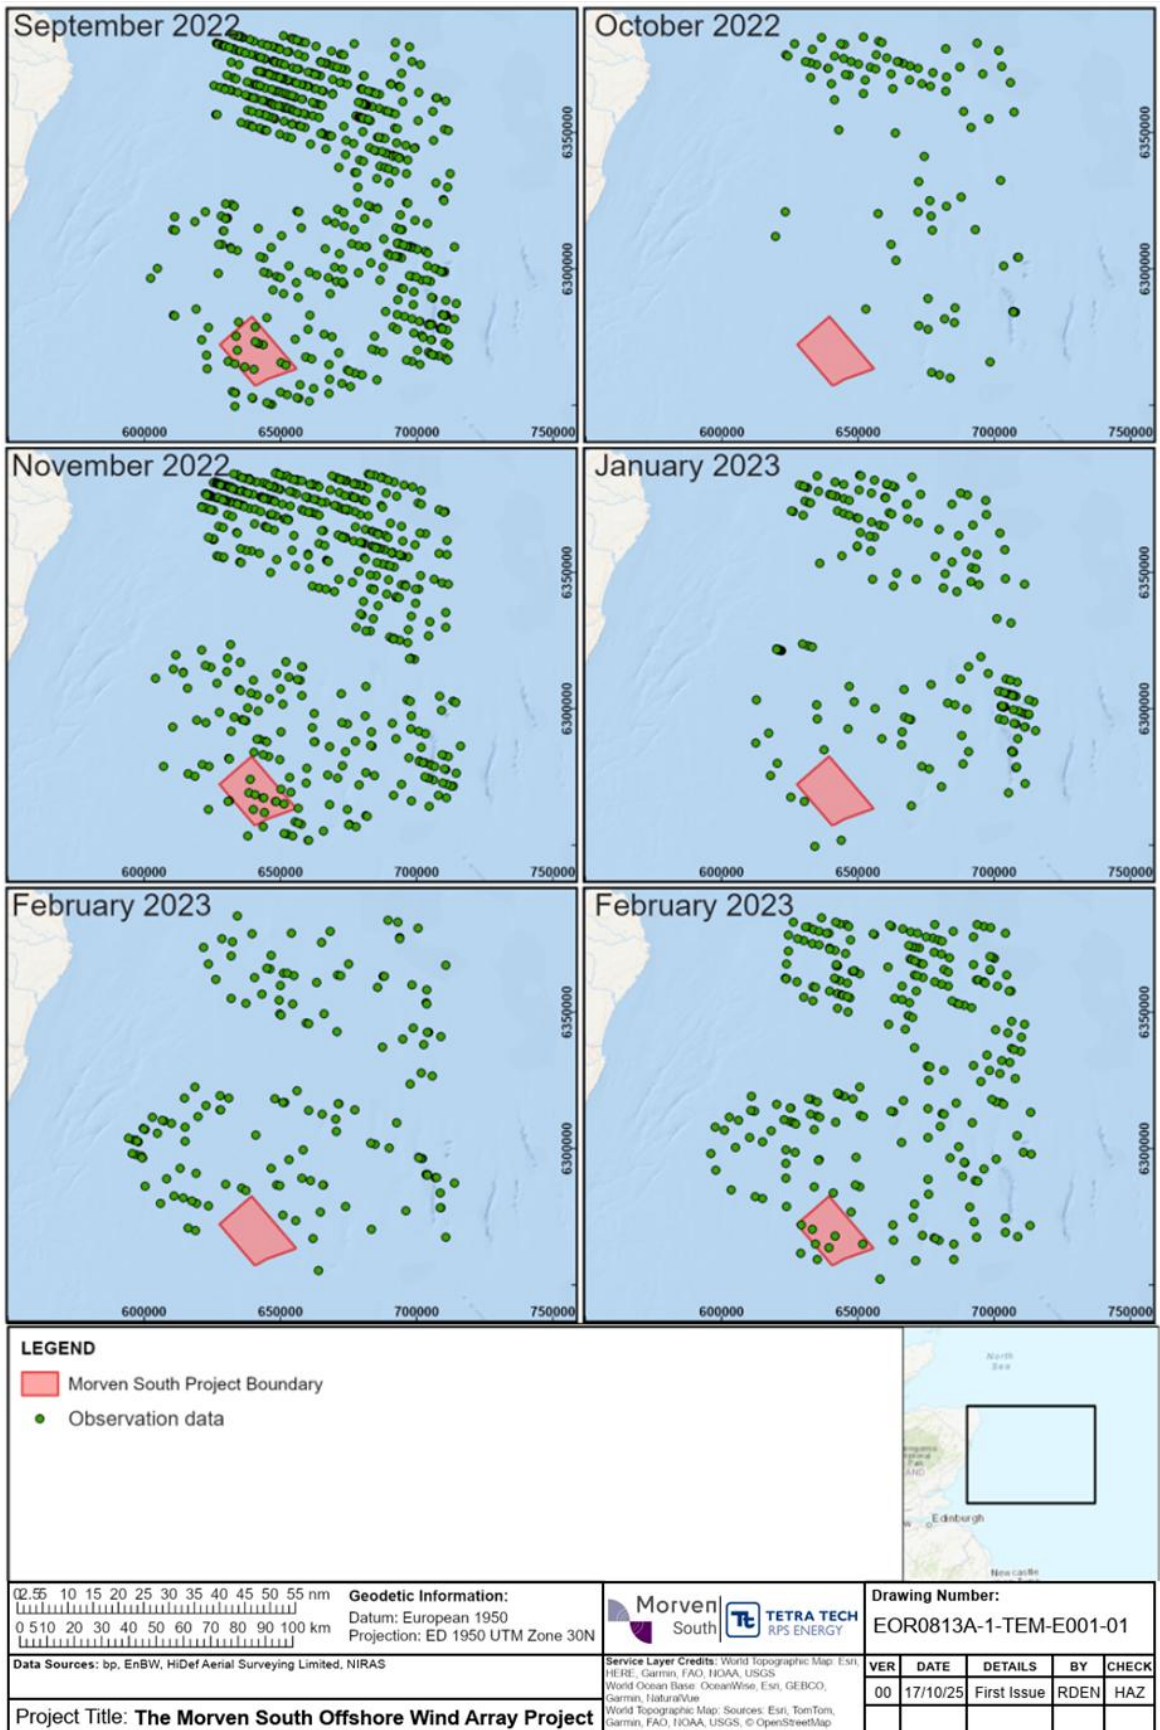 September 2022
October 2022
6350000
6350000
6300000
6300000
600000 650000 700000 750000
600000 650000 700000 750000
November 2022
January 2023
6350000
6350000
6300000
6300000
600000 650000 700000 750000
600000 650000 700000 750000
February 2023
February 2023
6350000
6350000
6300000
6300000
600000 650000 700000 750000
600000 650000 700000 750000
LEGEND
Morven South Project Boundary
Observation data
North
Sea
AND
Edinburgh
Newcastle
02.55 10 15 20 25 30 35 40 45 50 55 nm
0 510 20 30 40 50 60 70 80 90 100 km
Geodetic Information:
Datum: European 1950
Projection: ED 1950 UTM Zone 30N
Morven
South
Tt
TETRA TECH
RPS ENERGY
Drawing Number:
EOR0813A-1-TEM-E001-01
Data Sources: bp, EnBW, HiDef Aerial Surveying Limited, NIRAS
Service Layer Credits: World Topographic Map: Esri,
HERE, Garmin, FAO, NOAA, USGS
World Ocean Base: OceanWise, Esri, GEBCO,
Garmin, NaturalVue
World Topographic Map: Sources: Esri, TomTom,
Garmin, FAO, NOAA, USGS, © OpenStreetMap
VER DATE DETAILS BY CHECK
00 17/10/25 First Issue RDEN HAZ
Project Title: The Morven South Offshore Wind Array Project